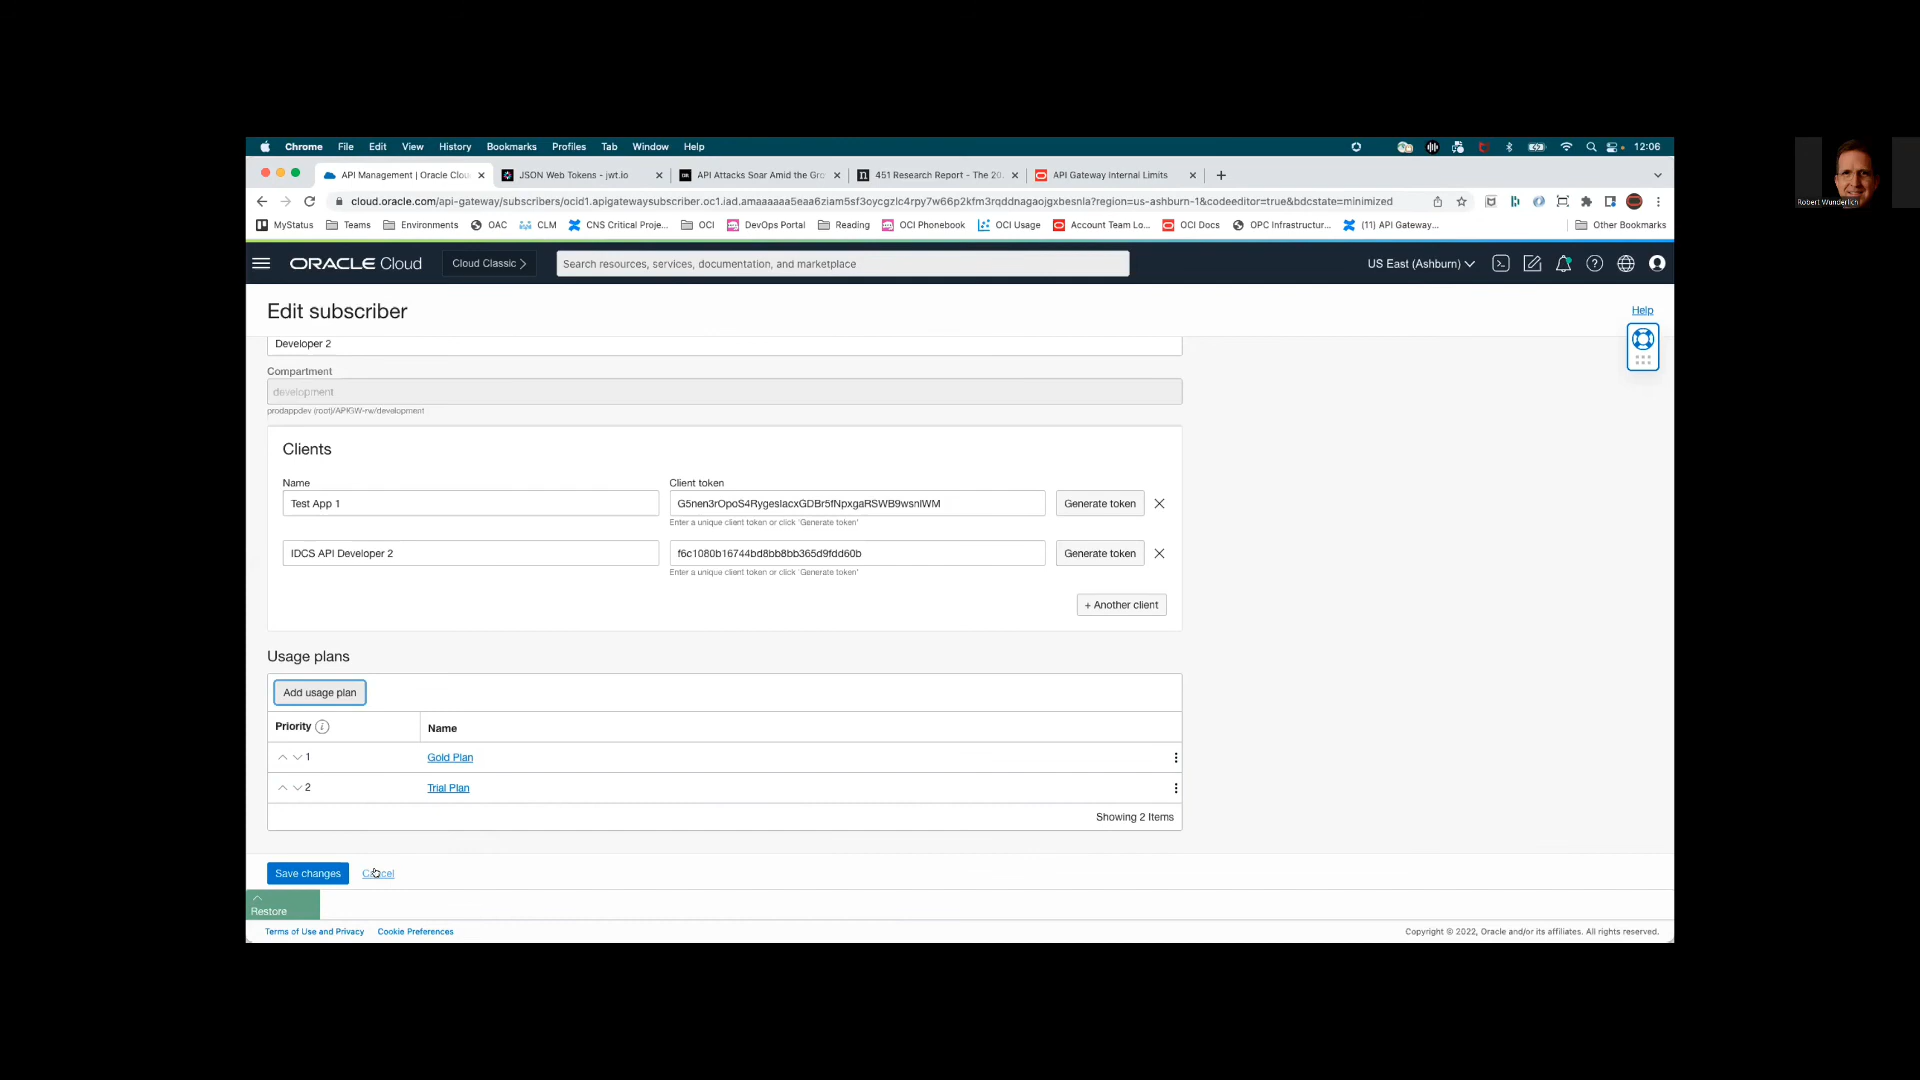 Chrome File Edit View History Bookmarks Profiles Tab Window Help 12:06
API Management | Oracle Clou JSON Web Tokens - jwt.io API Attacks Soar Amid the Gro 451 Research Report - The 20 API Gateway Internal Limits
cloud.oracle.com/api-gateway/subscribers/ocid1.apigatewaysubscriber.oc1.iad.amaaaaaa5eaa6ziam5sf3oycgzlc4rpy7w66p2kfm3rqddnagaojgxbesnla?region=us-ashburn-1&codeeditor=true&bdcstate=minimized
MyStatus Teams Environments OAC CLM CNS Critical Proje... OCI DevOps Portal Reading OCI Phonebook OCI Usage Account Team Lo... OCI Docs OPC Infrastructur... (11) API Gateway... Other Bookmarks
Robert Wunderlich
ORACLE Cloud Cloud Classic Search resources, services, documentation, and marketplace US East (Ashburn)
Edit subscriber Help
Developer 2
Compartment
development
prodappdev (root)/APIGW-rw/development
Clients
Name Client token
Test App 1 G5nen3rOpoS4RygeslacxGDBr5fNpxgaRSWB9wsnlWM Generate token
Enter a unique client token or click 'Generate token'
IDCS API Developer 2 f6c1080b16744bd8bb8bb365d9fdd60b Generate token
Enter a unique client token or click 'Generate token'
+ Another client
Usage plans
Add usage plan
Priority Name
1 Gold Plan
2 Trial Plan
Showing 2 Items
Save changes Cancel
Restore
Terms of Use and Privacy Cookie Preferences Copyright © 2022, Oracle and/or its affiliates. All rights reserved.